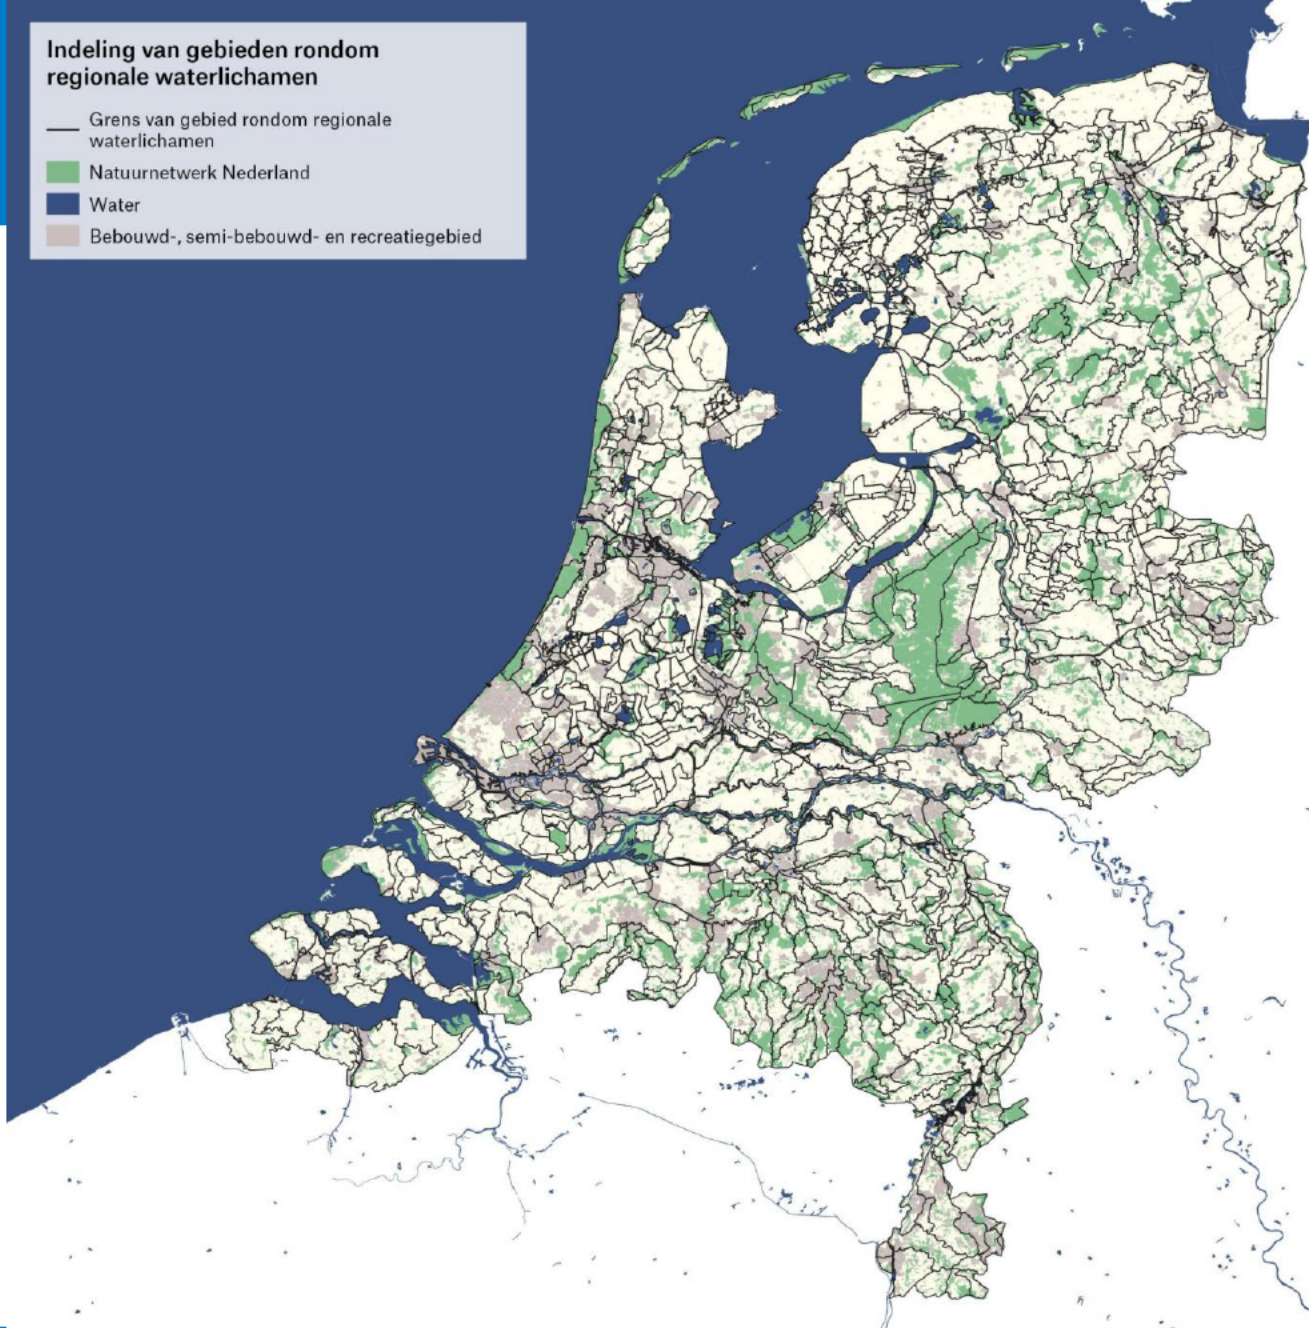 Indeling van gebieden rondom
regionale waterlichamen
Grens van gebied rondom regionale
waterlichamen
Natuurnetwerk Nederland
Water
Bebouwd-, semi-bebouwd- en recreatiegebied